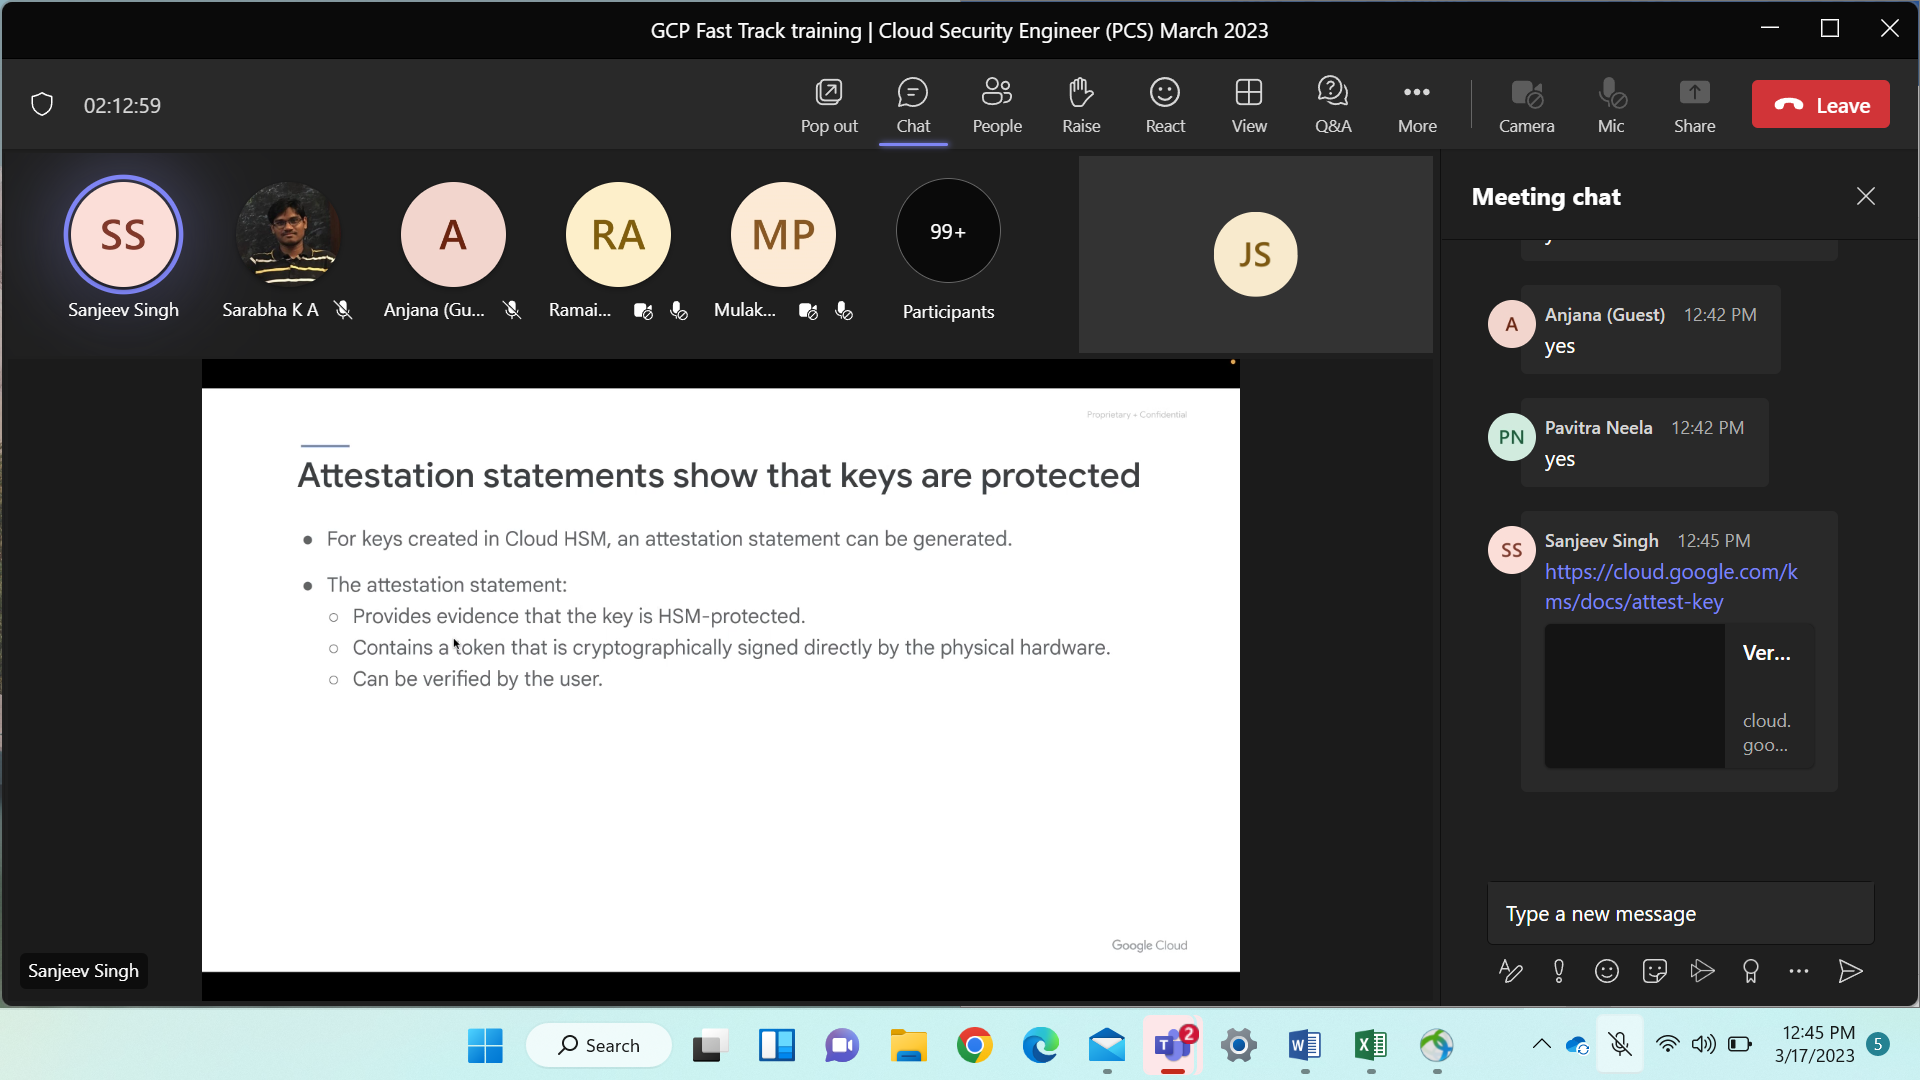 GCP Fast Track training | Cloud Security Engineer (PCS) March 2023
02:12:59
Pop out
Chat
People
Raise
React
View
Q&A
More
Camera
Mic
Share
Leave
SS
A
RA
MP
99+
JS
Sanjeev Singh
Sarabha K A
Anjana (Gu...
Ramai...
Mulak...
Participants
Proprietary + Confidential
Attestation statements show that keys are protected
● For keys created in Cloud HSM, an attestation statement can be generated.
● The attestation statement:
○ Provides evidence that the key is HSM-protected.
○ Contains a token that is cryptographically signed directly by the physical hardware.
○ Can be verified by the user.
Google Cloud
Sanjeev Singh
Meeting chat
A
Anjana (Guest) 12:42 PM
yes
PN
Pavitra Neela 12:42 PM
yes
SS
Sanjeev Singh 12:45 PM
https://cloud.google.com/k
ms/docs/attest-key
Ver...
cloud.
goo...
Type a new message
Search
T
2
W
X
12:45 PM
3/17/2023
5